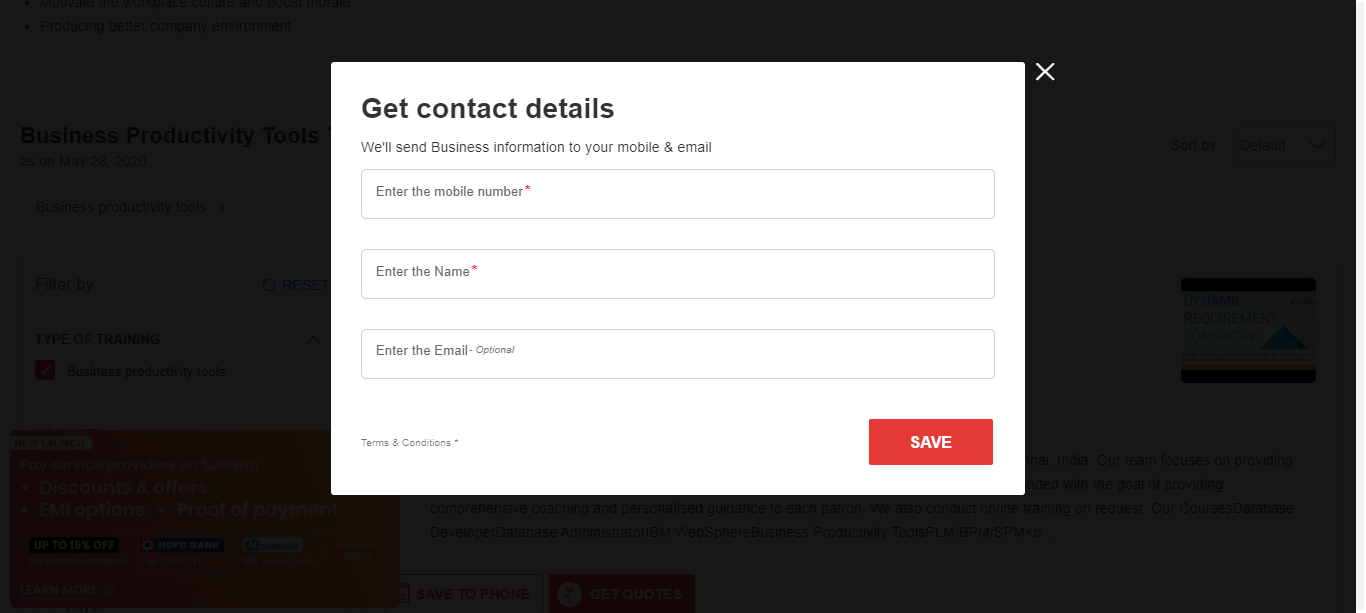 Motivate the workplace culture and boost morale
Producing better company environment
Get contact details
We'll send Business information to your mobile & email
Enter the mobile number*
Enter the Name*
Enter the Email- Optional
Terms & Conditions *
SAVE
Business Productivity Tools
as on May 28, 2020
Sort by
Default
Business productivity tools ×
Filter by
RESET
TYPE OF TRAINING
Business productivity tools
DYNAMIC
REQUIREMENT
CONSULTING
NEW LAUNCH
Pay service providers on Sulekha
• Discounts & offers
• EMI options • Proof of payment
UP TO 15% OFF
HDFC BANK
MobiKwik
No hidden charges
LEARN MORE
India. Our team focuses on providing
with the goal of providing
comprehensive coaching and personalised guidance to each patron. We also conduct online training on request. Our CoursesDatabase
DeveloperDatabase AdministratorIBM WebSphereBusiness Productivity ToolsPLM/BPM/SPM<b ...
SAVE TO PHONE
GET QUOTES